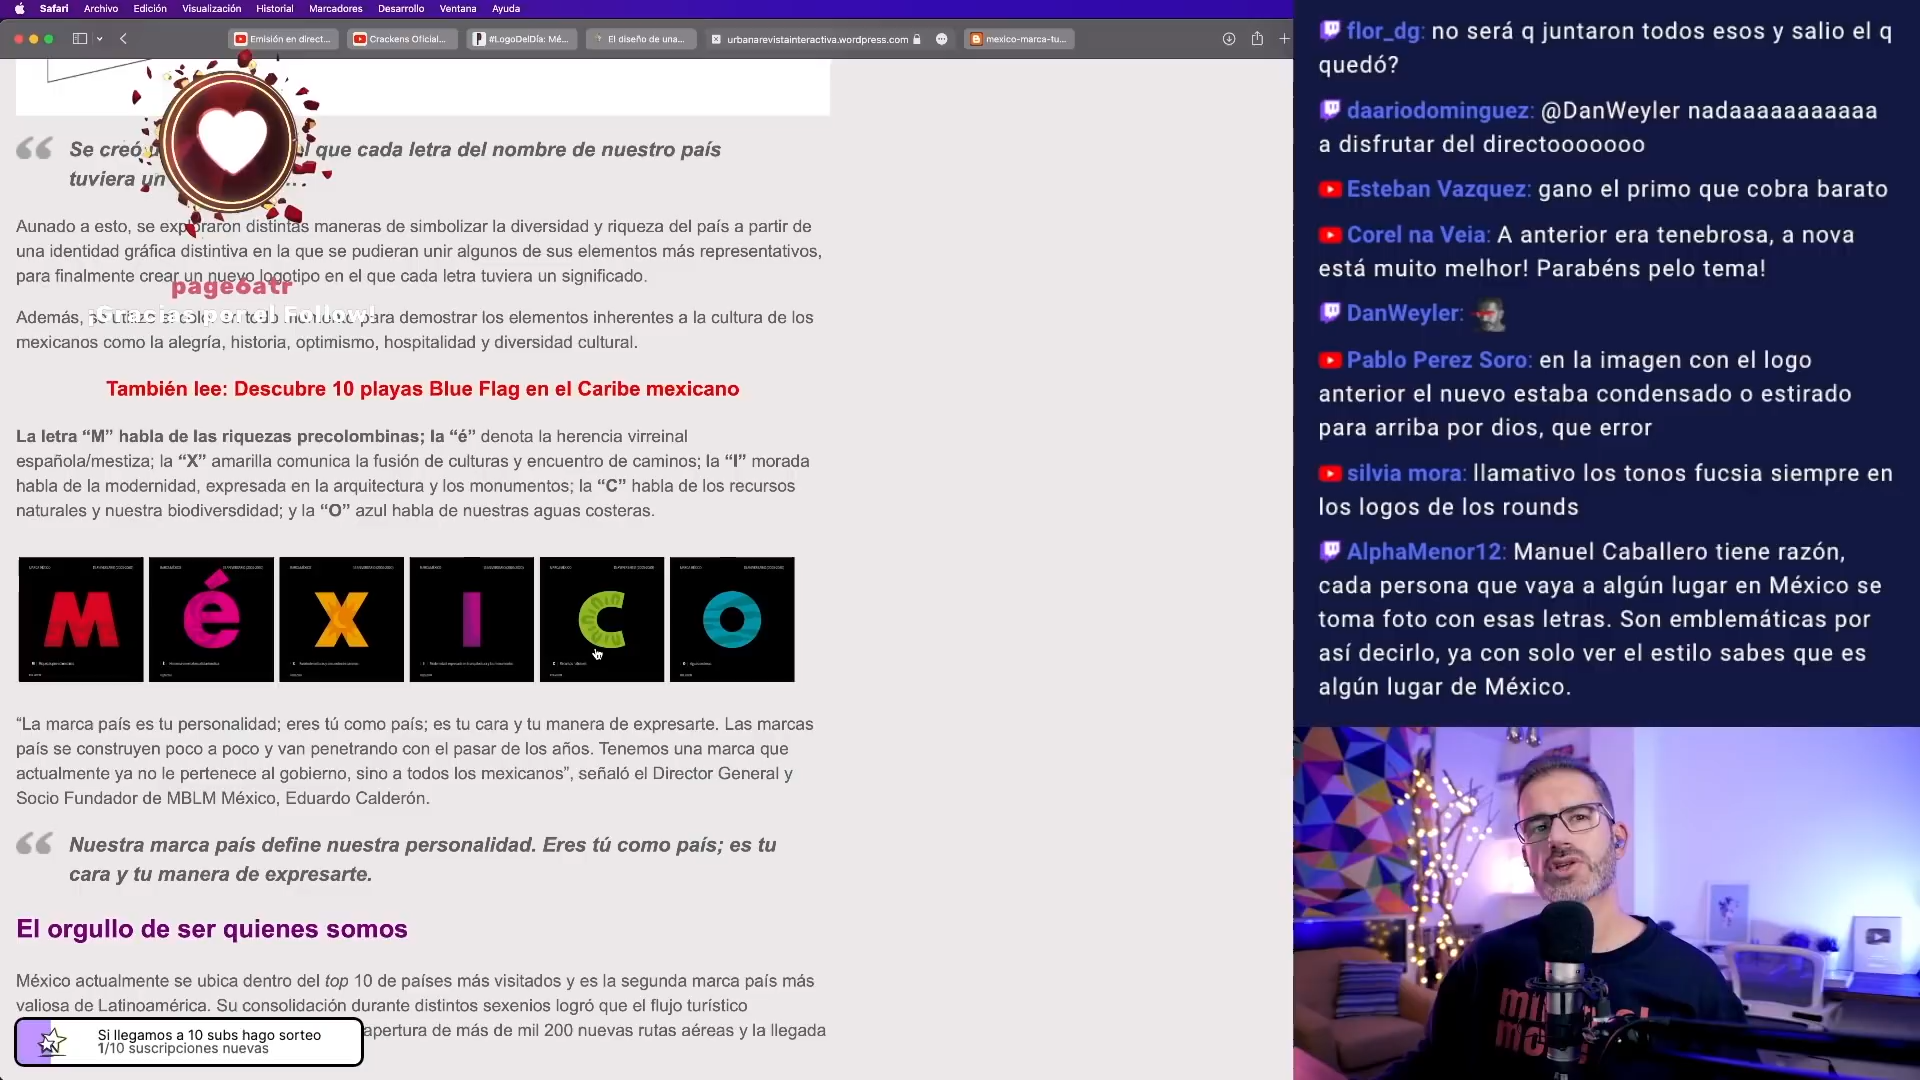 Safari Archivo Edición Visualización Historial Marcadores Desarrollo Ventana Ayuda
Emisión en direct...
Crackens Oficial...
#LogoDelDía: Mé...
El diseño de una...
urbanarevistainteractiva.wordpress.com
mexico-marca-tu...
Se creó el que cada letra del nombre de nuestro país
tuviera un
Aunado a esto, se exploraron distintas maneras de simbolizar la diversidad y riqueza del país a partir de
una identidad gráfica distintiva en la que se pudieran unir algunos de sus elementos más representativos,
para finalmente crear un nuevo logotipo en el que cada letra tuviera un significado.
page6atr
¡Gracias por el Follow!
Además, para demostrar los elementos inherentes a la cultura de los
mexicanos como la alegría, historia, optimismo, hospitalidad y diversidad cultural.
También lee: Descubre 10 playas Blue Flag en el Caribe mexicano
La letra “M” habla de las riquezas precolombinas; la “é” denota la herencia virreinal
española/mestiza; la “X” amarilla comunica la fusión de culturas y encuentro de caminos; la “I” morada
habla de la modernidad, expresada en la arquitectura y los monumentos; la “C” habla de los recursos
naturales y nuestra biodiversdidad; y la “O” azul habla de nuestras aguas costeras.
M é X I C O
“La marca país es tu personalidad; eres tú como país; es tu cara y tu manera de expresarte. Las marcas
país se construyen poco a poco y van penetrando con el pasar de los años. Tenemos una marca que
actualmente ya no le pertenece al gobierno, sino a todos los mexicanos”, señaló el Director General y
Socio Fundador de MBLM México, Eduardo Calderón.
Nuestra marca país define nuestra personalidad. Eres tú como país; es tu
cara y tu manera de expresarte.
El orgullo de ser quienes somos
México actualmente se ubica dentro del top 10 de países más visitados y es la segunda marca país más
valiosa de Latinoamérica. Su consolidación durante distintos sexenios logró que el flujo turístico
apertura de más de mil 200 nuevas rutas aéreas y la llegada
Si llegamos a 10 subs hago sorteo
1/10 suscripciones nuevas
flor_dg: no será q juntaron todos esos y salio el q
quedó?
daariodominguez: @DanWeyler nadaaaaaaaaaaa
a disfrutar del directooooooo
Esteban Vazquez: gano el primo que cobra barato
Corel na Veia: A anterior era tenebrosa, a nova
está muito melhor! Parabéns pelo tema!
DanWeyler:
Pablo Perez Soro: en la imagen con el logo
anterior el nuevo estaba condensado o estirado
para arriba por dios, que error
silvia mora: llamativo los tonos fucsia siempre en
los logos de los rounds
AlphaMenor12: Manuel Caballero tiene razón,
cada persona que vaya a algún lugar en México se
toma foto con esas letras. Son emblemáticas por
así decirlo, ya con solo ver el estilo sabes que es
algún lugar de México.